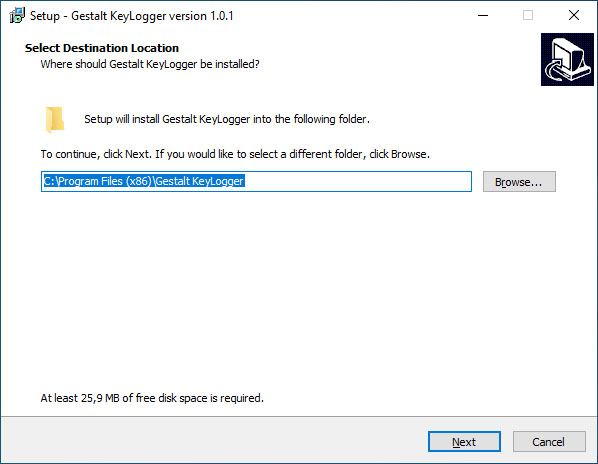 Setup - Gestalt KeyLogger version 1.0.1
Select Destination Location
Where should Gestalt KeyLogger be installed?
Setup will install Gestalt KeyLogger into the following folder.
To continue, click Next. If you would like to select a different folder, click Browse.
C:\Program Files (x86)\Gestalt KeyLogger
Browse...
At least 25,9 MB of free disk space is required.
Next
Cancel